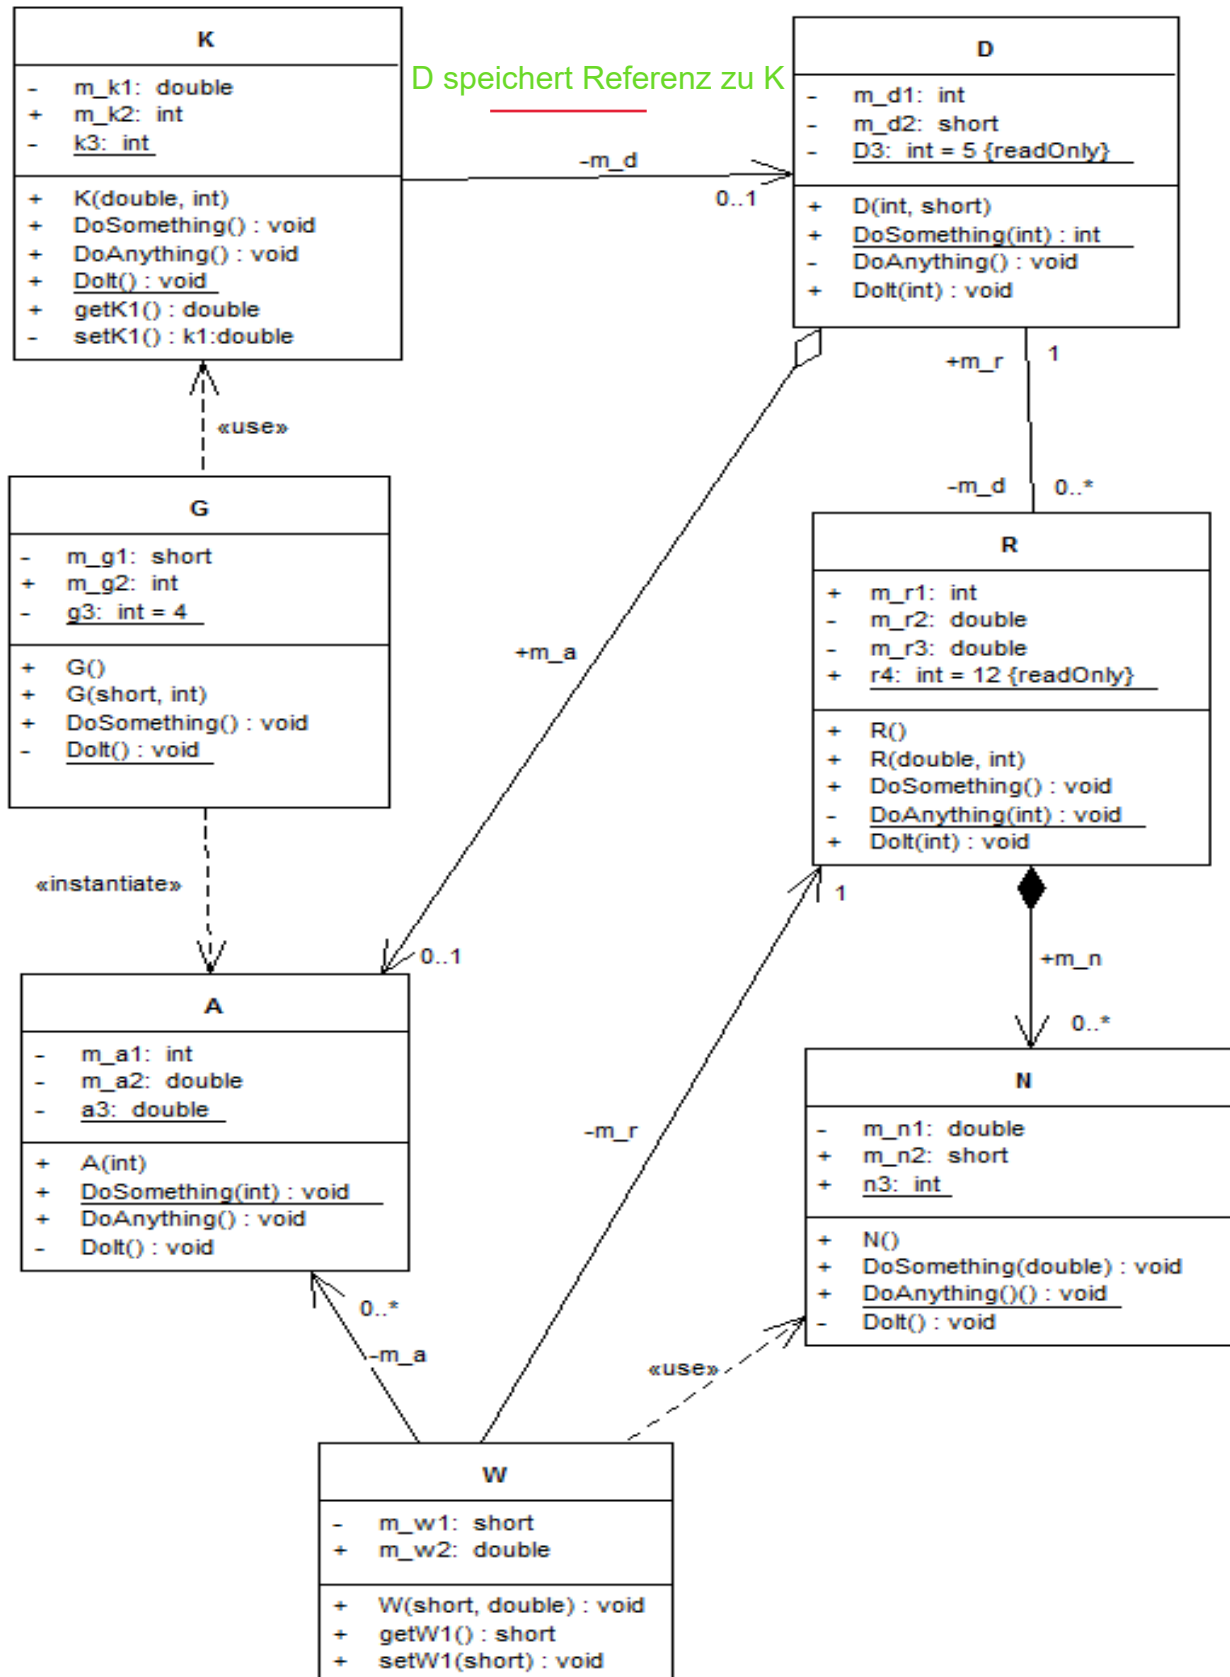 K
- m_k1: double
+ m_k2: int
- k3: int
+ K(double, int)
+ DoSomething() : void
+ DoAnything() : void
+ DoIt() : void
+ getK1() : double
- setK1() : k1:double
D speichert Referenz zu K
-m_d
0..1
D
- m_d1: int
- m_d2: short
- D3: int = 5 {readOnly}
+ D(int, short)
+ DoSomething(int) : int
- DoAnything() : void
+ DoIt(int) : void
+m_r
1
-m_d
0..*
«use»
G
- m_g1: short
+ m_g2: int
- g3: int = 4
+ G()
+ G(short, int)
+ DoSomething() : void
- DoIt() : void
+m_a
0..1
R
+ m_r1: int
- m_r2: double
- m_r3: double
+ r4: int = 12 {readOnly}
+ R()
+ R(double, int)
+ DoSomething() : void
- DoAnything(int) : void
+ DoIt(int) : void
«instantiate»
1
+m_n
0..*
A
- m_a1: int
- m_a2: double
- a3: double
+ A(int)
+ DoSomething(int) : void
+ DoAnything() : void
- DoIt() : void
-m_r
N
- m_n1: double
+ m_n2: short
+ n3: int
+ N()
+ DoSomething(double) : void
+ DoAnything()() : void
- DoIt() : void
0..*
-m_a
«use»
W
- m_w1: short
+ m_w2: double
+ W(short, double) : void
+ getW1() : short
+ setW1(short) : void